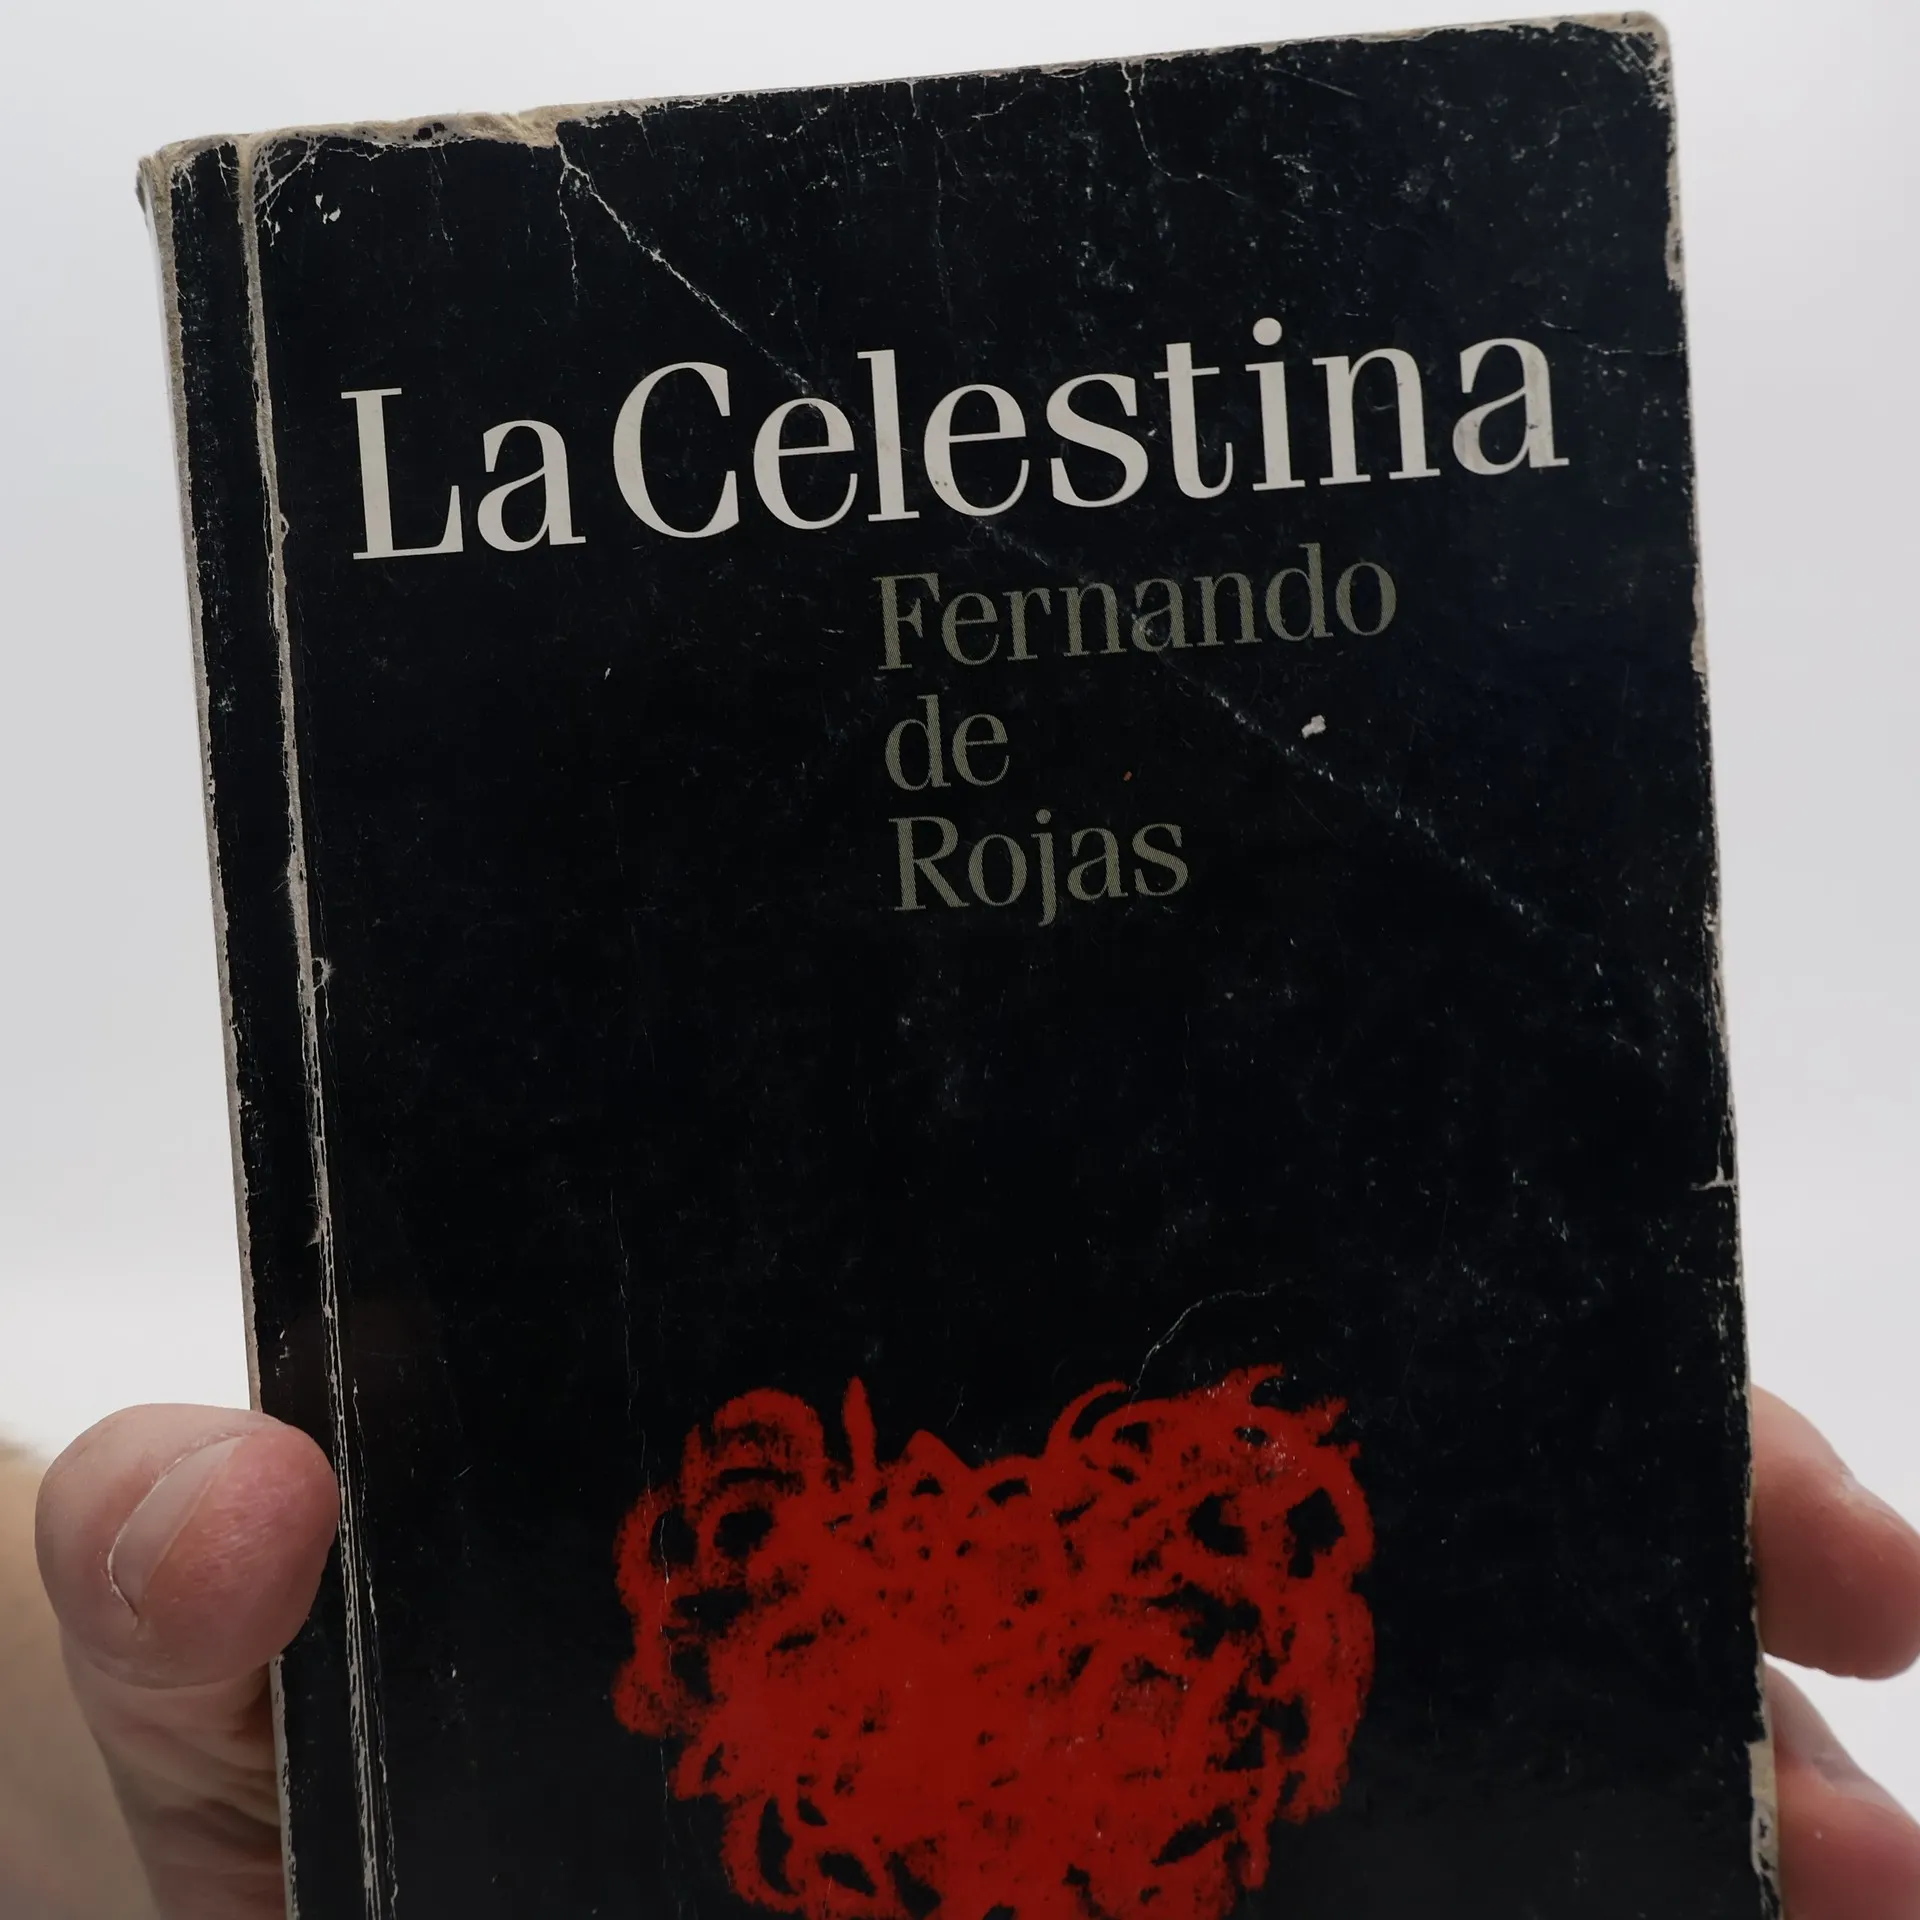 La Celestina
Fernando
de
Rojas